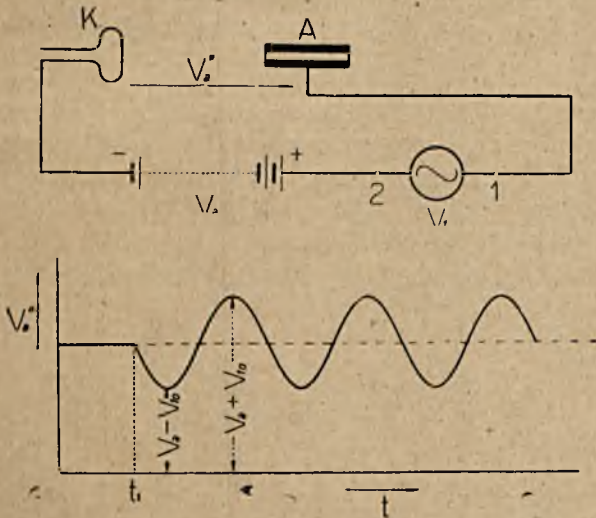 K
A
Vₐ"
- +
2 1
Vₐ
V₁
Vₐ"
Vₐ - V₁₀
Vₐ + V₁₀
t₁
t